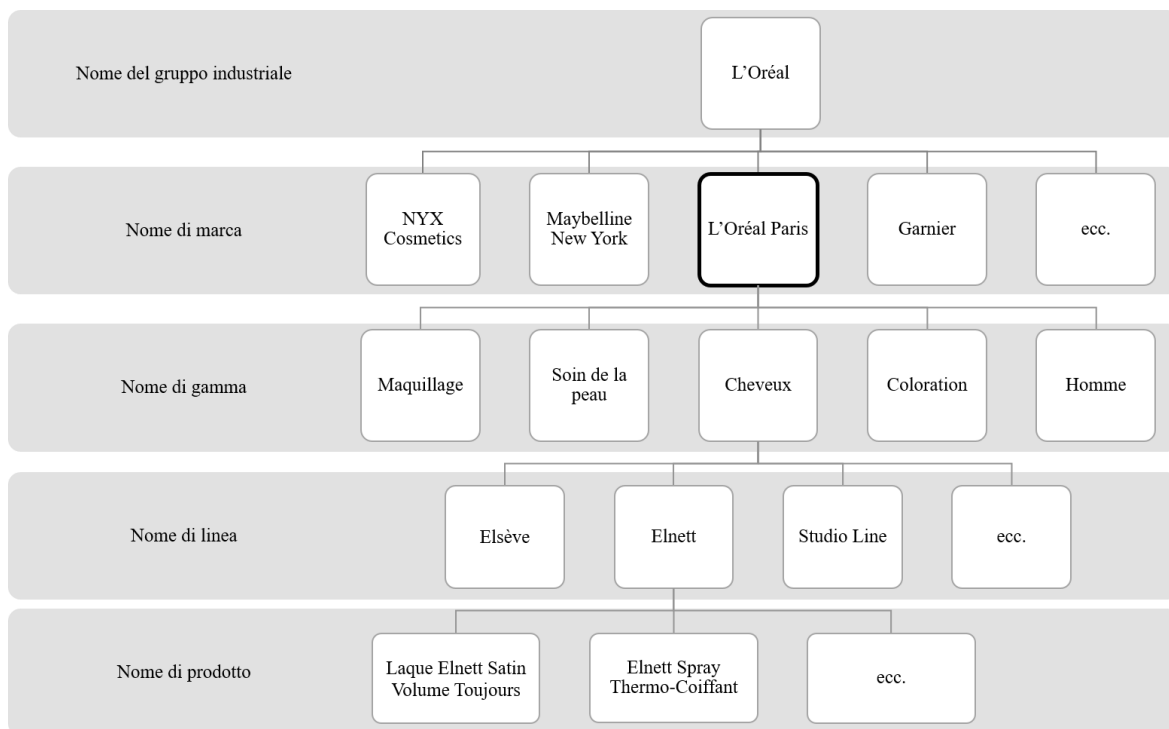 Nome del gruppo industriale
L’Oréal
Nome di marca
NYX
Cosmetics
Maybelline
New York
L’Oréal Paris
Garnier
ecc.
Nome di gamma
Maquillage
Soin de la
peau
Cheveux
Coloration
Homme
Nome di linea
Elsève
Elnett
Studio Line
ecc.
Nome di prodotto
Laque Elnett Satin
Volume Toujours
Elnett Spray
Thermo-Coiffant
ecc.